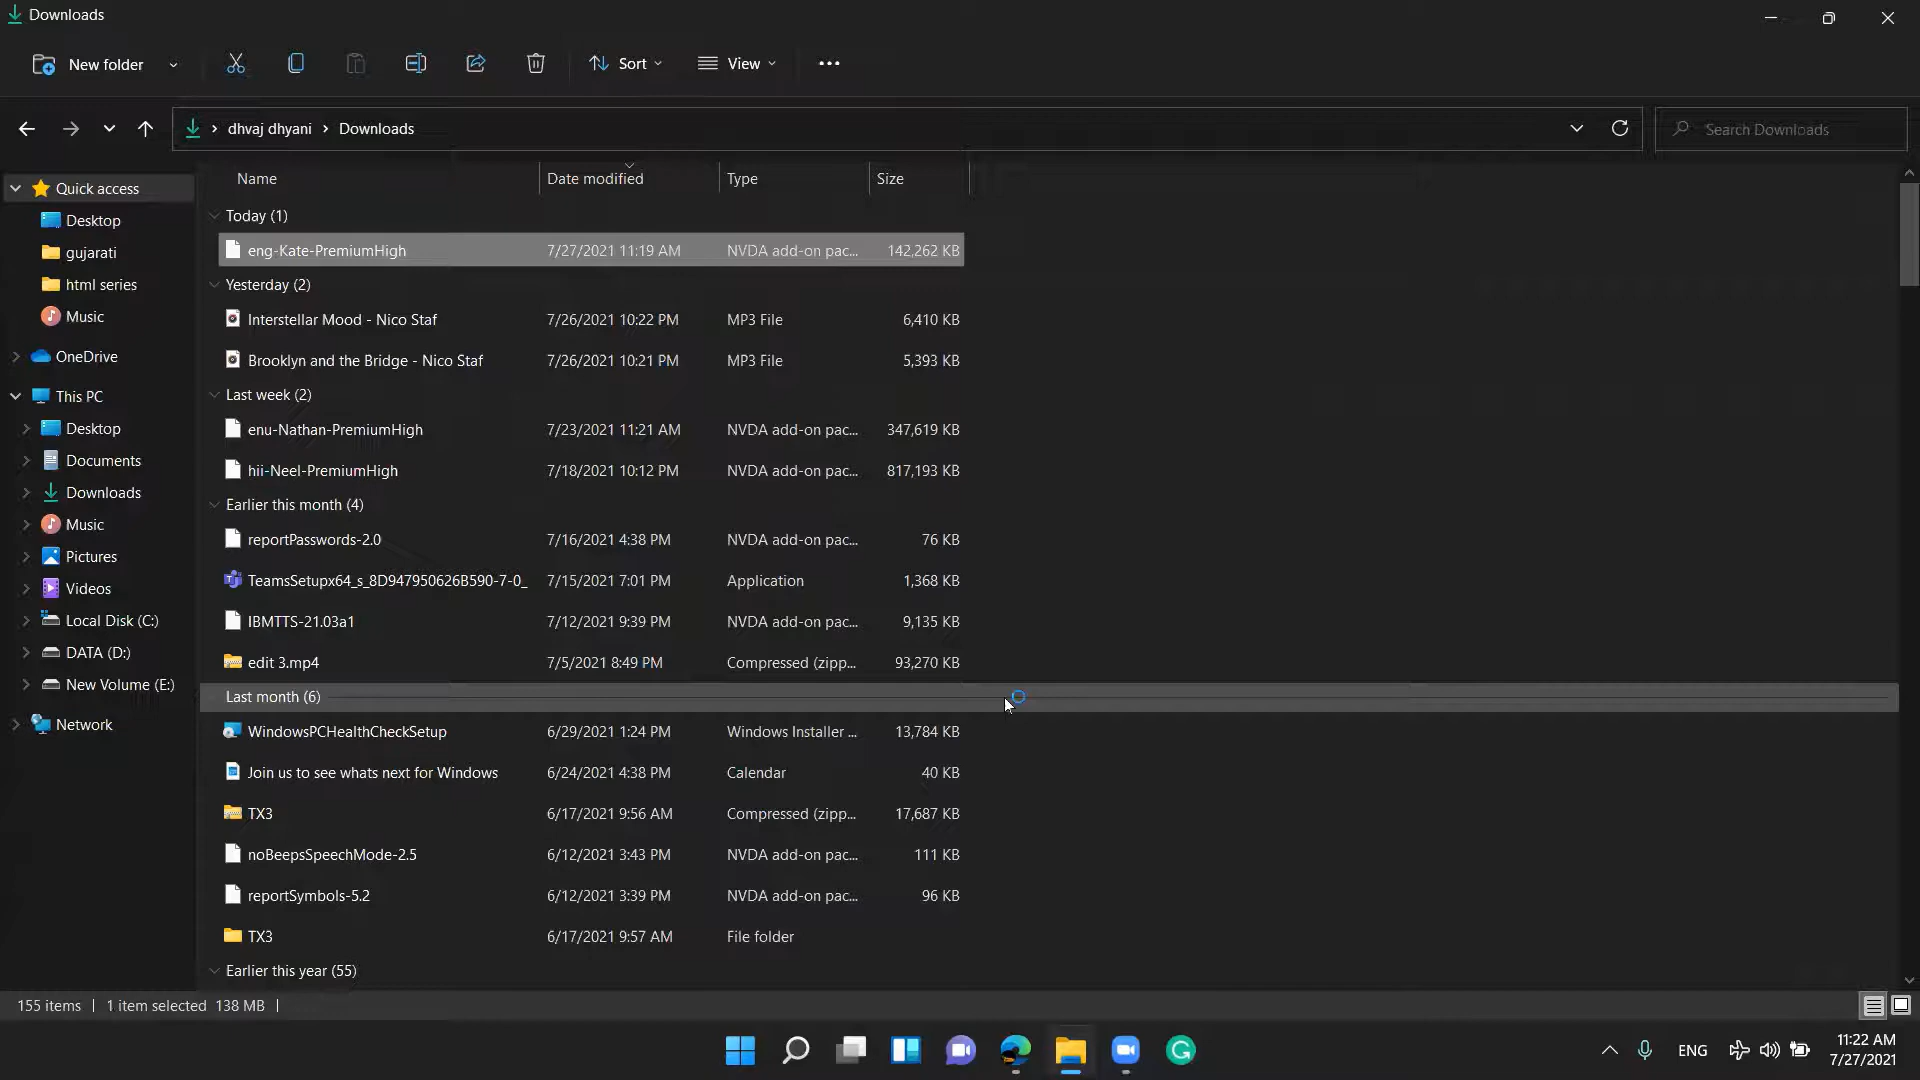 Downloads
New folder Sort View
dhvaj dhyani > Downloads Search Downloads
Name Date modified Type Size
Quick access
Desktop
gujarati
html series
Music
OneDrive
This PC
Desktop
Documents
Downloads
Music
Pictures
Videos
Local Disk (C:)
DATA (D:)
New Volume (E:)
Network
Today (1)
eng-Kate-PremiumHigh 7/27/2021 11:19 AM NVDA add-on pac... 142,262 KB
Yesterday (2)
Interstellar Mood - Nico Staf 7/26/2021 10:22 PM MP3 File 6,410 KB
Brooklyn and the Bridge - Nico Staf 7/26/2021 10:21 PM MP3 File 5,393 KB
Last week (2)
enu-Nathan-PremiumHigh 7/23/2021 11:21 AM NVDA add-on pac... 347,619 KB
hii-Neel-PremiumHigh 7/18/2021 10:12 PM NVDA add-on pac... 817,193 KB
Earlier this month (4)
reportPasswords-2.0 7/16/2021 4:38 PM NVDA add-on pac... 76 KB
TeamsSetupx64_s_8D947950626B590-7-0_ 7/15/2021 7:01 PM Application 1,368 KB
IBMTTS-21.03a1 7/12/2021 9:39 PM NVDA add-on pac... 9,135 KB
edit 3.mp4 7/5/2021 8:49 PM Compressed (zipp... 93,270 KB
Last month (6)
WindowsPCHealthCheckSetup 6/29/2021 1:24 PM Windows Installer ... 13,784 KB
Join us to see whats next for Windows 6/24/2021 4:38 PM Calendar 40 KB
TX3 6/17/2021 9:56 AM Compressed (zipp... 17,687 KB
noBeepsSpeechMode-2.5 6/12/2021 3:43 PM NVDA add-on pac... 111 KB
reportSymbols-5.2 6/12/2021 3:39 PM NVDA add-on pac... 96 KB
TX3 6/17/2021 9:57 AM File folder
Earlier this year (55)
155 items 1 item selected 138 MB
ENG 11:22 AM
7/27/2021